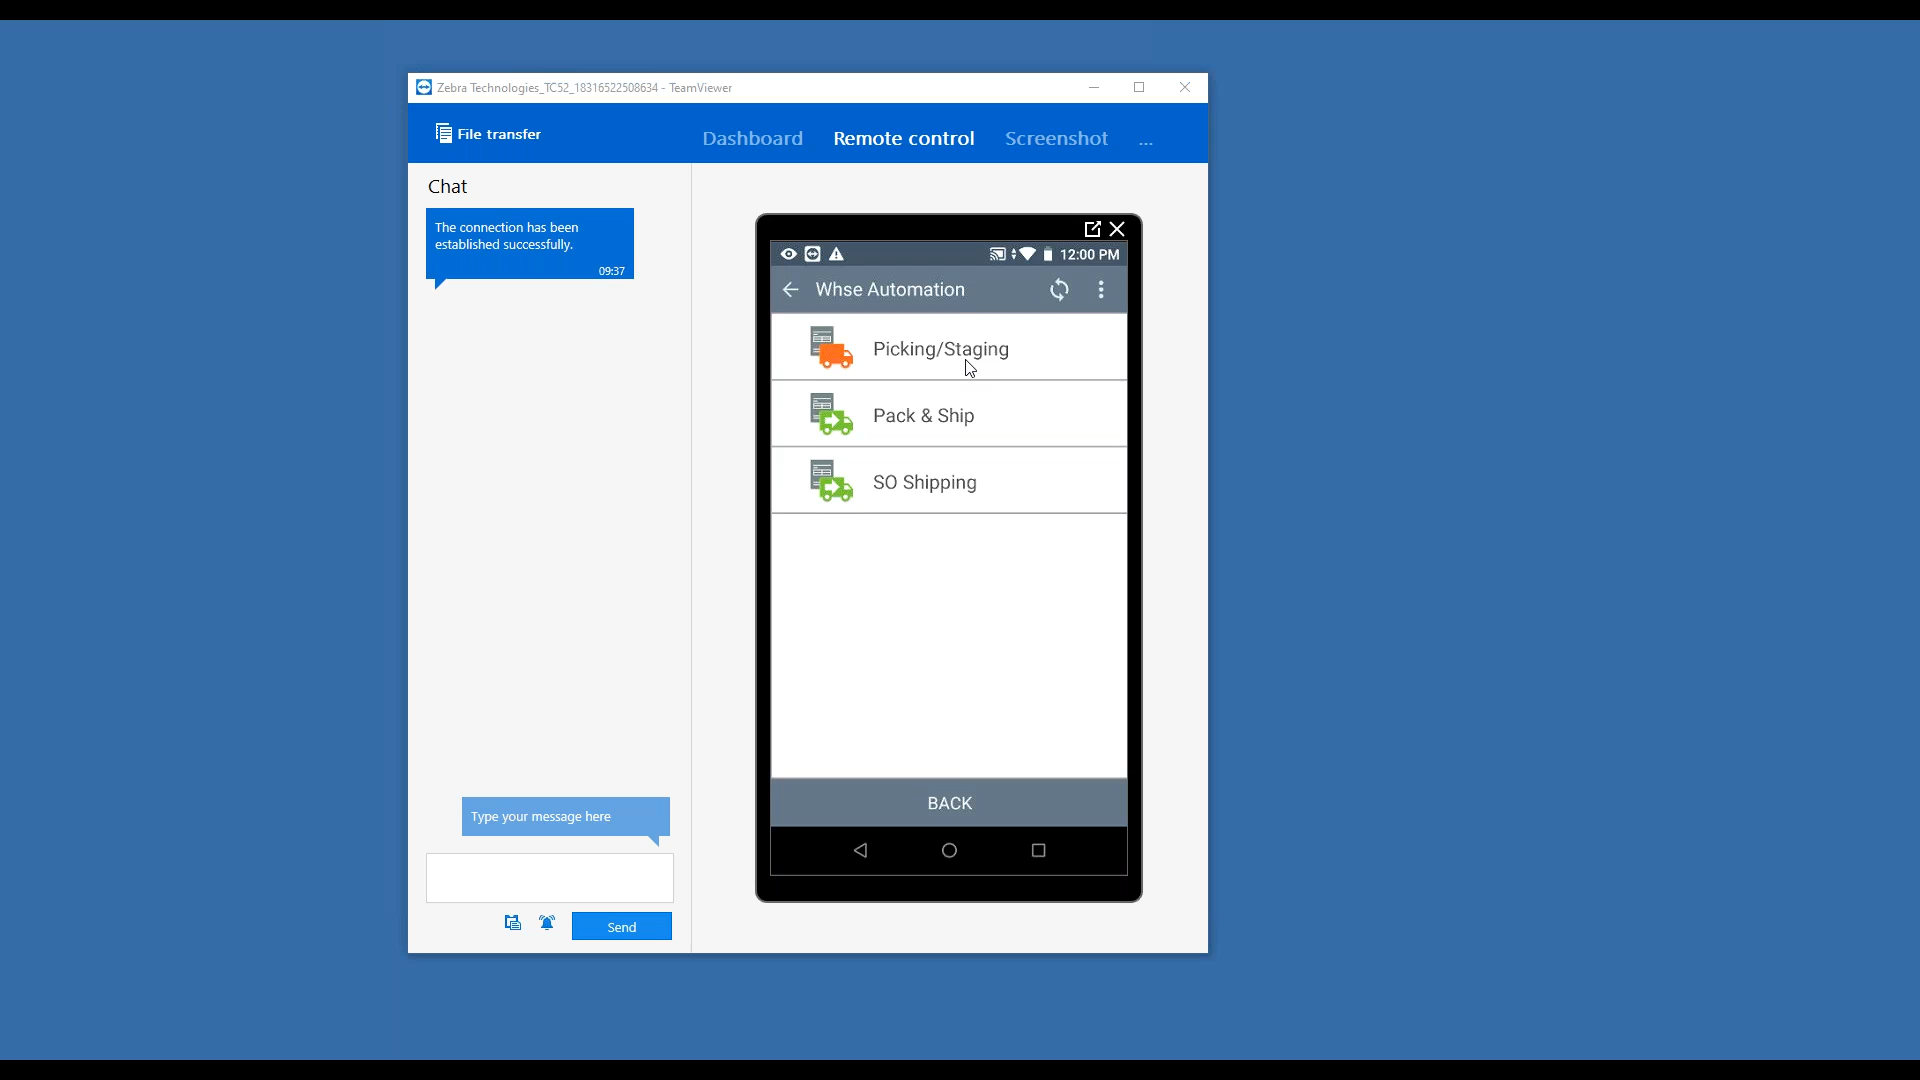 Zebra Technologies_TC52_18316522508634 - TeamViewer
File transfer
Dashboard
Remote control
Screenshot
...
Chat
The connection has been
established successfully.
09:37
12:00 PM
Whse Automation
Picking/Staging
Pack & Ship
SO Shipping
BACK
Type your message here
Send